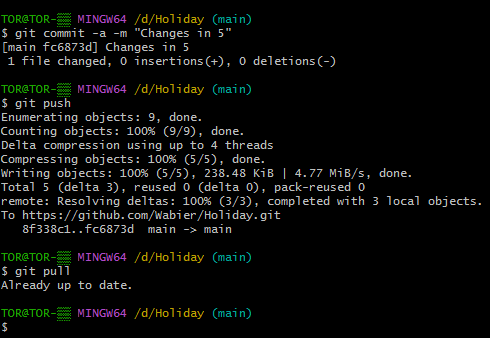 TOR@TOR-▒▒ MINGW64 /d/Holiday (main)
$ git commit -a -m "Changes in 5"
[main fc6873d] Changes in 5
 1 file changed, 0 insertions(+), 0 deletions(-)
TOR@TOR-▒▒ MINGW64 /d/Holiday (main)
$ git push
Enumerating objects: 9, done.
Counting objects: 100% (9/9), done.
Delta compression using up to 4 threads
Compressing objects: 100% (5/5), done.
Writing objects: 100% (5/5), 238.48 KiB | 4.77 MiB/s, done.
Total 5 (delta 3), reused 0 (delta 0), pack-reused 0
remote: Resolving deltas: 100% (3/3), completed with 3 local objects.
To https://github.com/Wabier/Holiday.git
   8f338c1..fc6873d  main -> main
TOR@TOR-▒▒ MINGW64 /d/Holiday (main)
$ git pull
Already up to date.
TOR@TOR-▒▒ MINGW64 /d/Holiday (main)
$